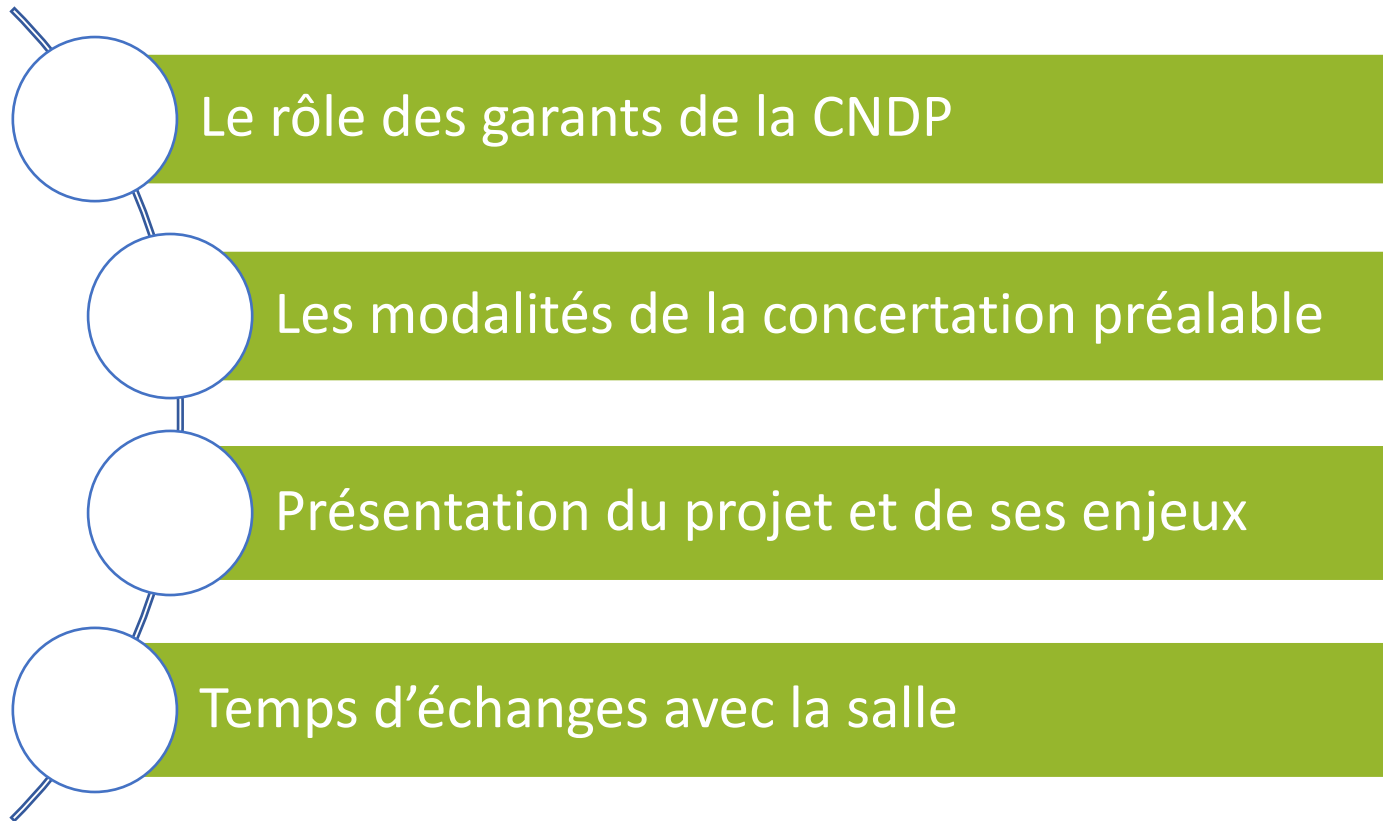 Le rôle des garants de la CNDP
Les modalités de la concertation préalable
Présentation du projet et de ses enjeux
Temps d’échanges avec la salle